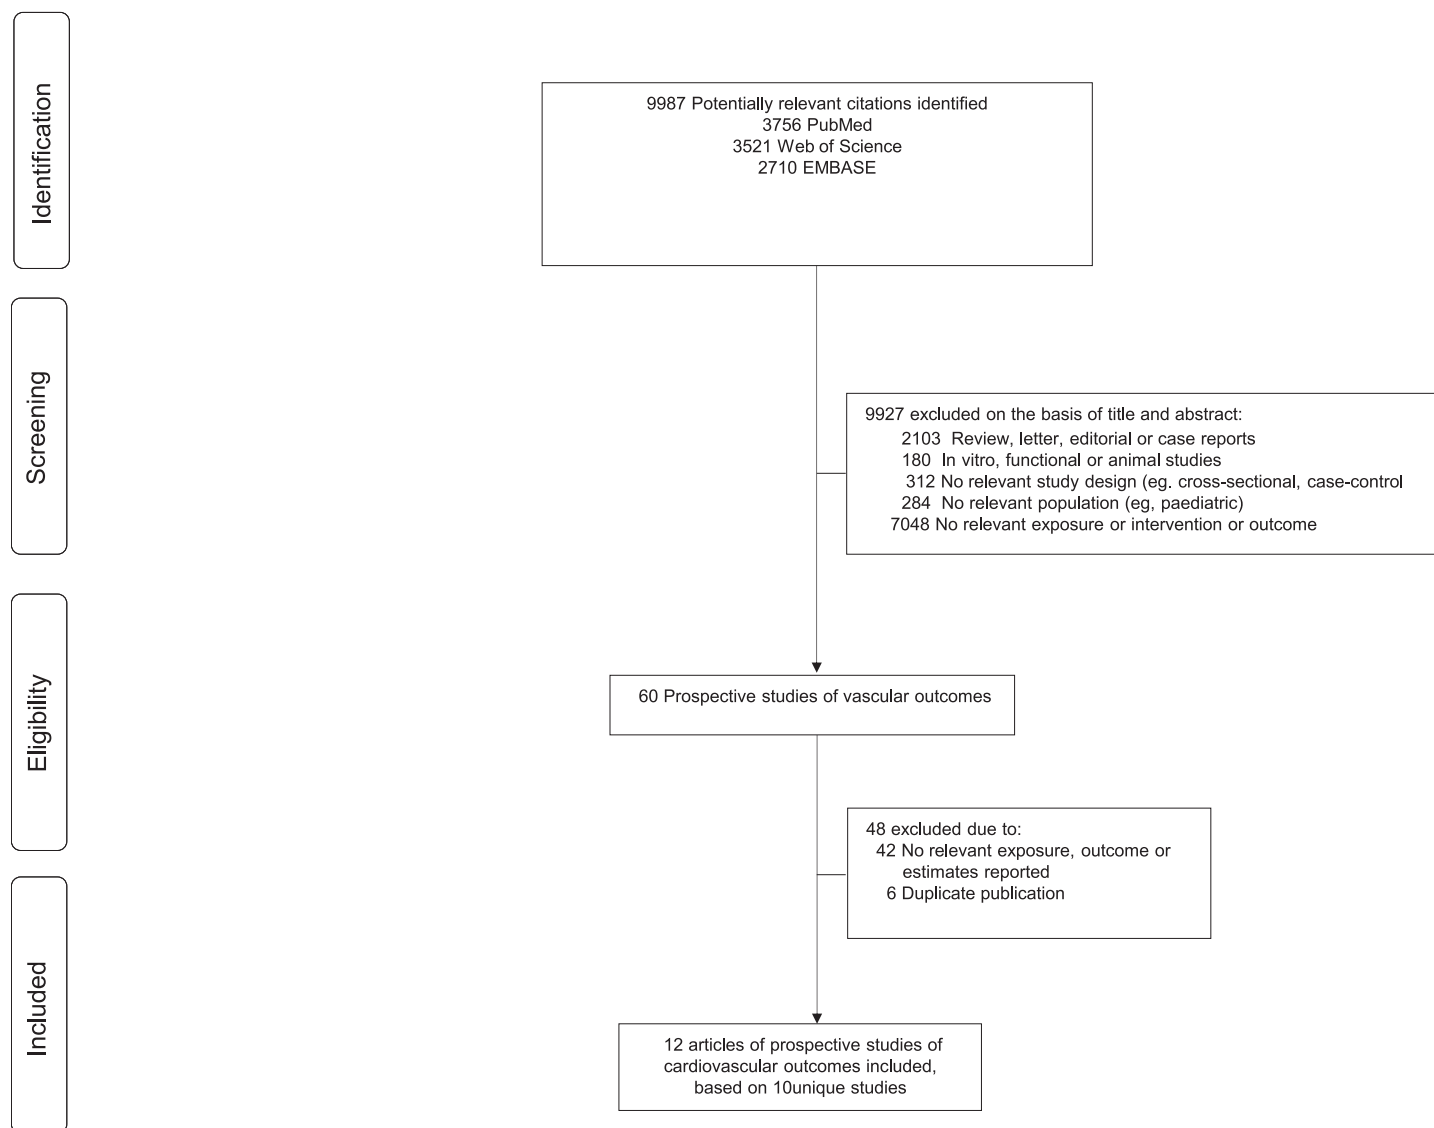 Identification
9987 Potentially relevant citations identified
3756 PubMed
3521 Web of Science
2710 EMBASE
Screening
9927 excluded on the basis of title and abstract:
2103 Review, letter, editorial or case reports
180 In vitro, functional or animal studies
312 No relevant study design (eg. cross-sectional, case-control
284 No relevant population (eg, paediatric)
7048 No relevant exposure or intervention or outcome
Eligibility
60 Prospective studies of vascular outcomes
48 excluded due to:
42 No relevant exposure, outcome or
estimates reported
6 Duplicate publication
Included
12 articles of prospective studies of
cardiovascular outcomes included,
based on 10unique studies